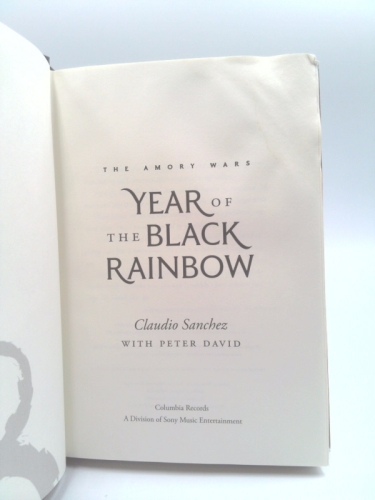 THE AMORY WARS
YEAR OF
THE BLACK
RAINBOW
Claudio Sanchez
WITH PETER DAVID
Columbia Records
A Division of Sony Music Entertainment